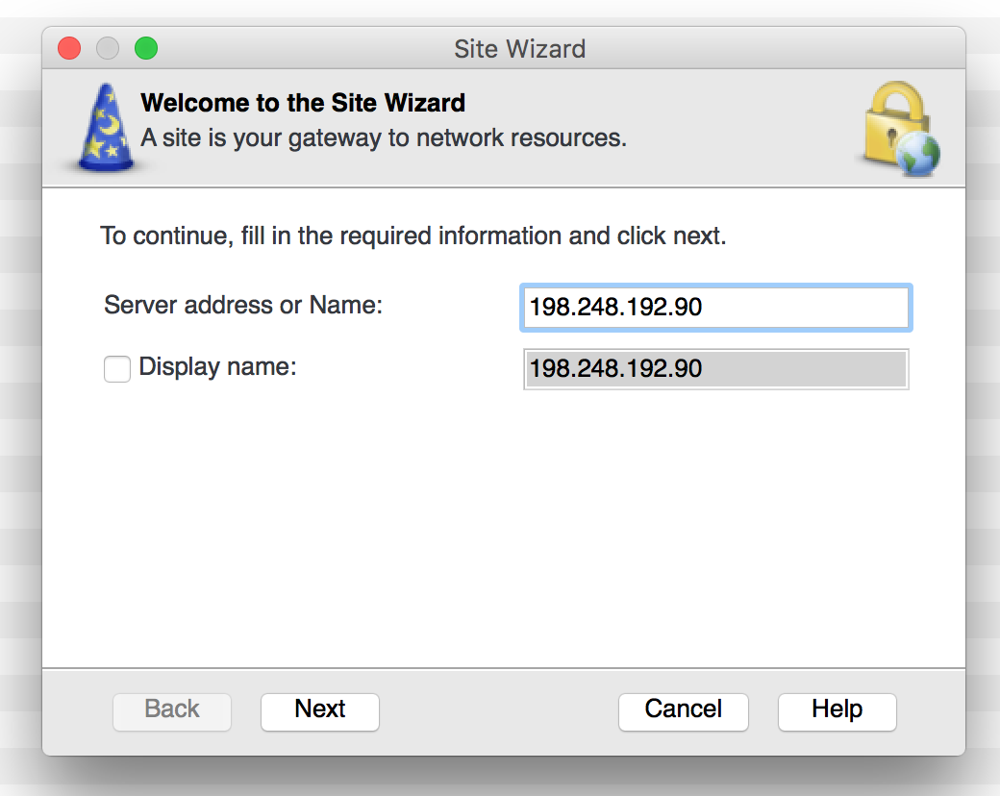 Site Wizard
Welcome to the Site Wizard
A site is your gateway to network resources.
To continue, fill in the required information and click next.
Server address or Name: 198.248.192.90
Display name: 198.248.192.90
Back Next Cancel Help